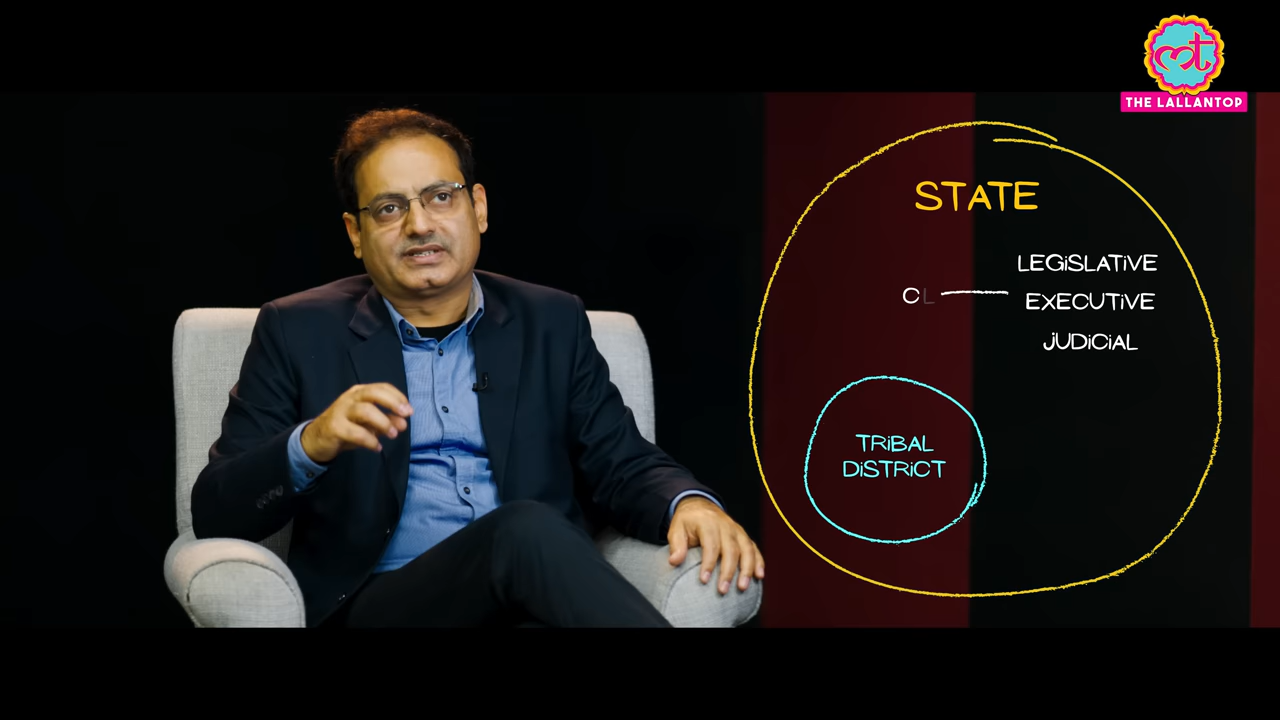 THE LALLANTOP
STATE
LEGISLATIVE
CL
EXECUTIVE
JUDICIAL
TRIBAL
DISTRICT